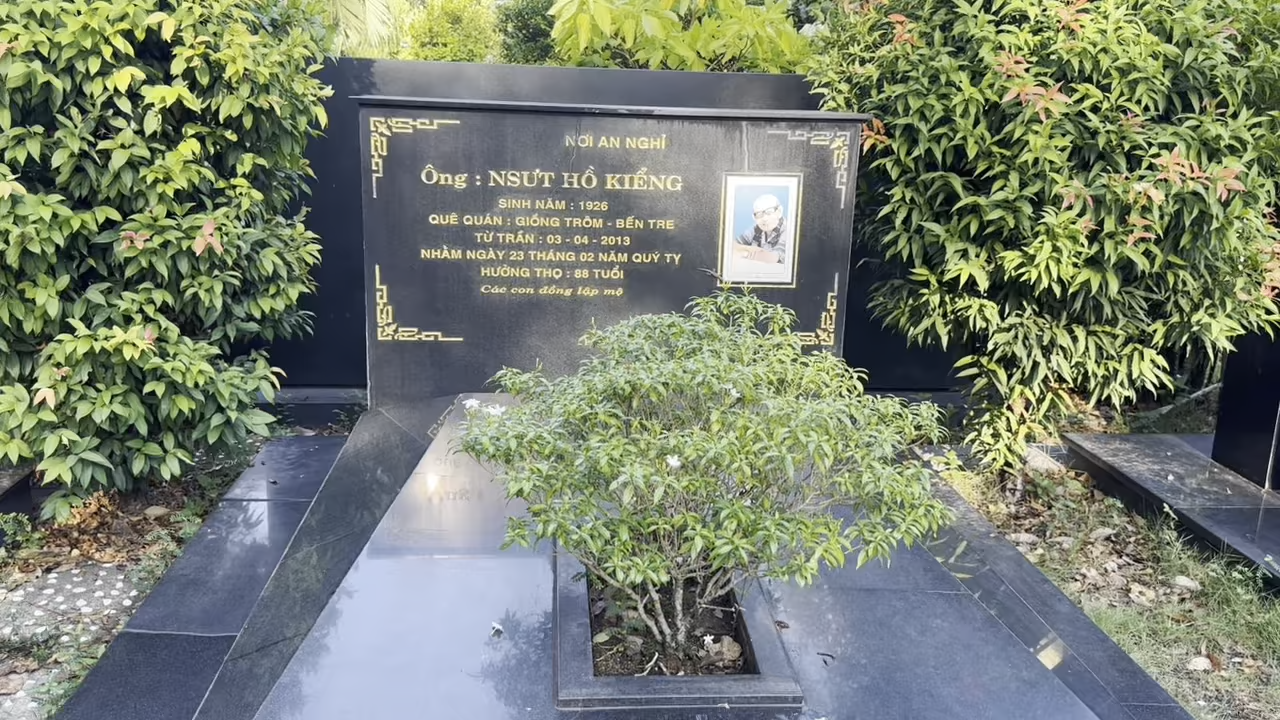 NƠI AN NGHỈ
Ông : NSƯT HỒ KIỂNG
SINH NĂM : 1926
QUÊ QUÁN : GIỒNG TRÔM - BẾN TRE
TỪ TRẦN : 03 - 04 - 2013
NHẰM NGÀY 23 THÁNG 02 NĂM QUÝ TỴ
HƯỞNG THỌ : 88 TUỔI
Các con đồng lập mộ